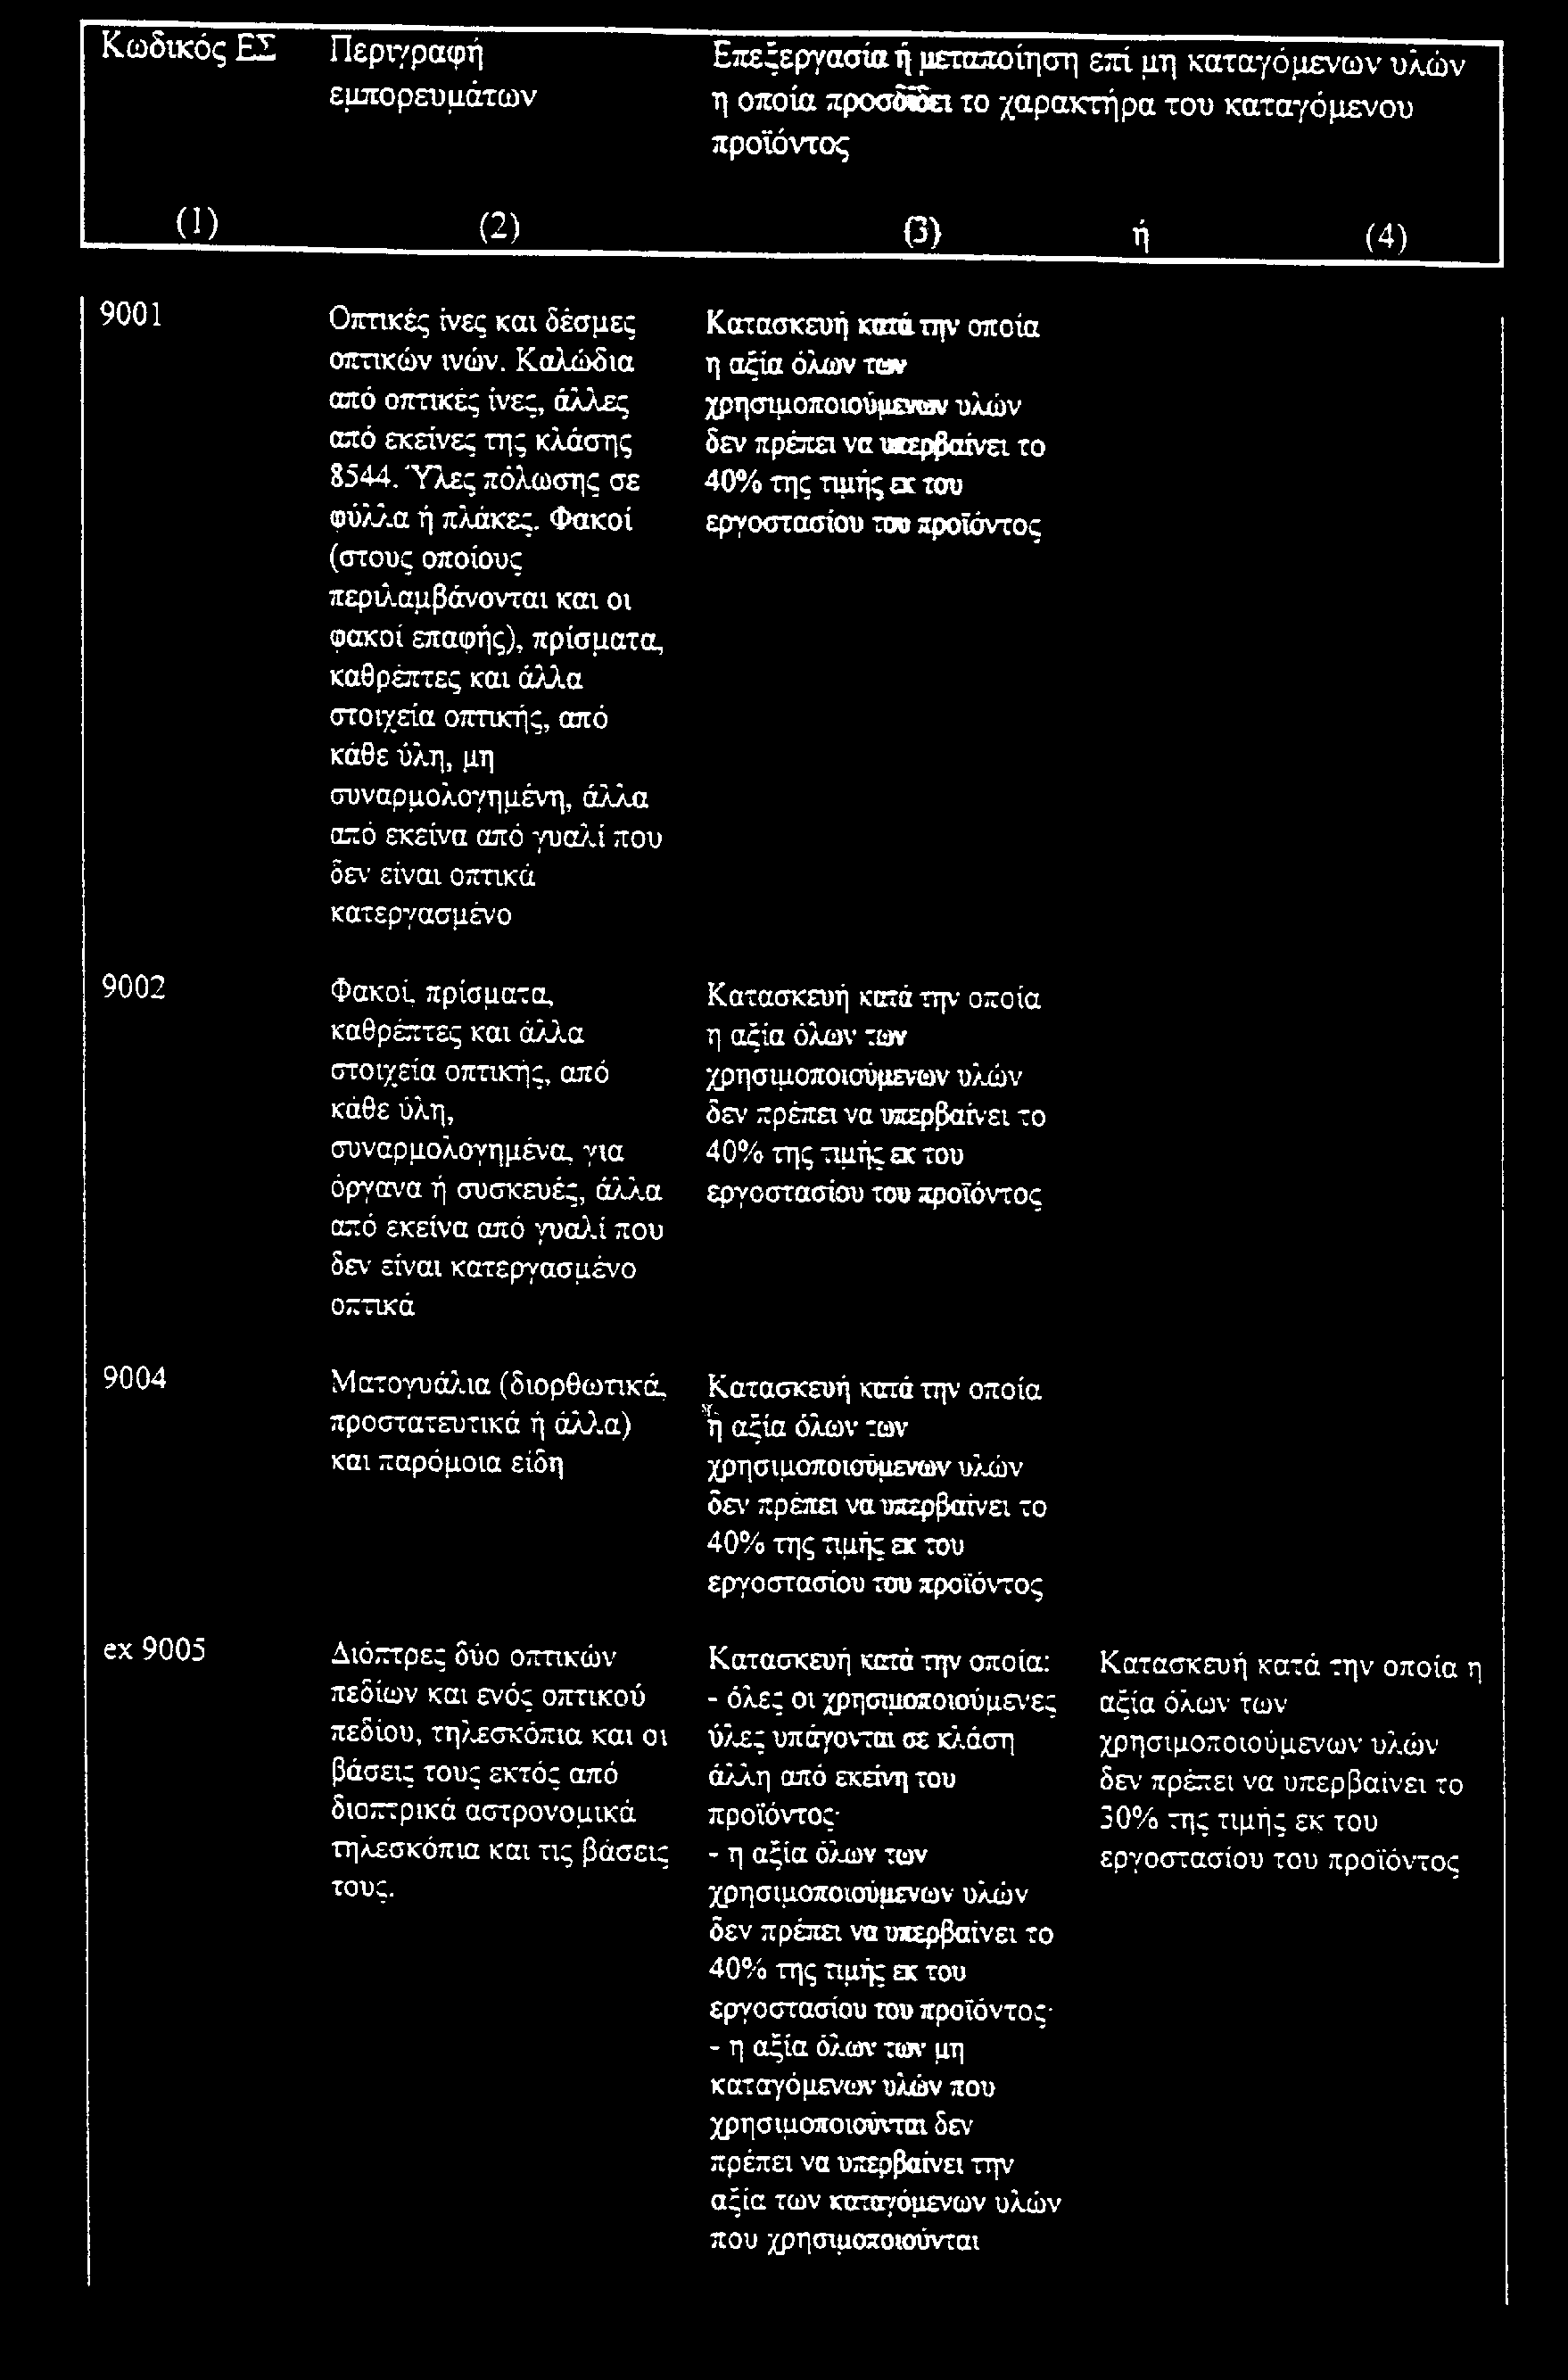 Κωδικός ΕΣ
Περιγραφή
εμπορευμάτων
Επεξεργασία ή μεταποίηση επί μη καταγόμενων υλών
η οποία προσδίδει το χαρακτήρα του καταγόμενου
προϊόντος
(1)
(2)
(3)
ή
(4)
9001
Οπτικές ίνες και δέσμες
οπτικών ινών. Καλώδια
από οπτικές ίνες, άλλες
από εκείνες της κλάσης
8544. Ύλες πόλωσης σε
φύλλα ή πλάκες. Φακοί
(στους οποίους
περιλαμβάνονται και οι
φακοί επαφής), πρίσματα,
καθρέπτες και άλλα
στοιχεία οπτικής, από
κάθε ύλη, μη
συναρμολογημένη, άλλα
από εκείνα από γυαλί που
δεν είναι οπτικά
κατεργασμένο
Κατασκευή κατά την οποία
η αξία όλων των
χρησιμοποιούμενων υλών
δεν πρέπει να υπερβαίνει το
40% της τιμής εκ του
εργοστασίου του προϊόντος
9002
Φακοί, πρίσματα,
καθρέπτες και άλλα
στοιχεία οπτικής, από
κάθε ύλη,
συναρμολογημένα, για
όργανα ή συσκευές, άλλα
από εκείνα από γυαλί που
δεν είναι κατεργασμένο
οπτικά
Κατασκευή κατά την οποία
η αξία όλων των
χρησιμοποιούμενων υλών
δεν πρέπει να υπερβαίνει το
40% της τιμής εκ του
εργοστασίου του προϊόντος
9004
Ματογυάλια (διορθωτικά,
προστατευτικά ή άλλα)
και παρόμοια είδη
Κατασκευή κατά την οποία
η αξία όλων των
χρησιμοποιούμενων υλών
δεν πρέπει να υπερβαίνει το
40% της τιμής εκ του
εργοστασίου του προϊόντος
ex 9005
Διόπτρες δύο οπτικών
πεδίων και ενός οπτικού
πεδίου, τηλεσκόπια και οι
βάσεις τους εκτός από
διοπτρικά αστρονομικά
τηλεσκόπια και τις βάσεις
τους.
Κατασκευή κατά την οποία:
- όλες οι χρησιμοποιούμενες
ύλες υπάγονται σε κλάση
άλλη από εκείνη του
προϊόντος·
- η αξία όλων των
χρησιμοποιούμενων υλών
δεν πρέπει να υπερβαίνει το
40% της τιμής εκ του
εργοστασίου του προϊόντος·
- η αξία όλων των μη
καταγόμενων υλών που
χρησιμοποιούνται δεν
πρέπει να υπερβαίνει την
αξία των καταγόμενων υλών
που χρησιμοποιούνται
Κατασκευή κατά την οποία η
αξία όλων των
χρησιμοποιούμενων υλών
δεν πρέπει να υπερβαίνει το
30% της τιμής εκ του
εργοστασίου του προϊόντος